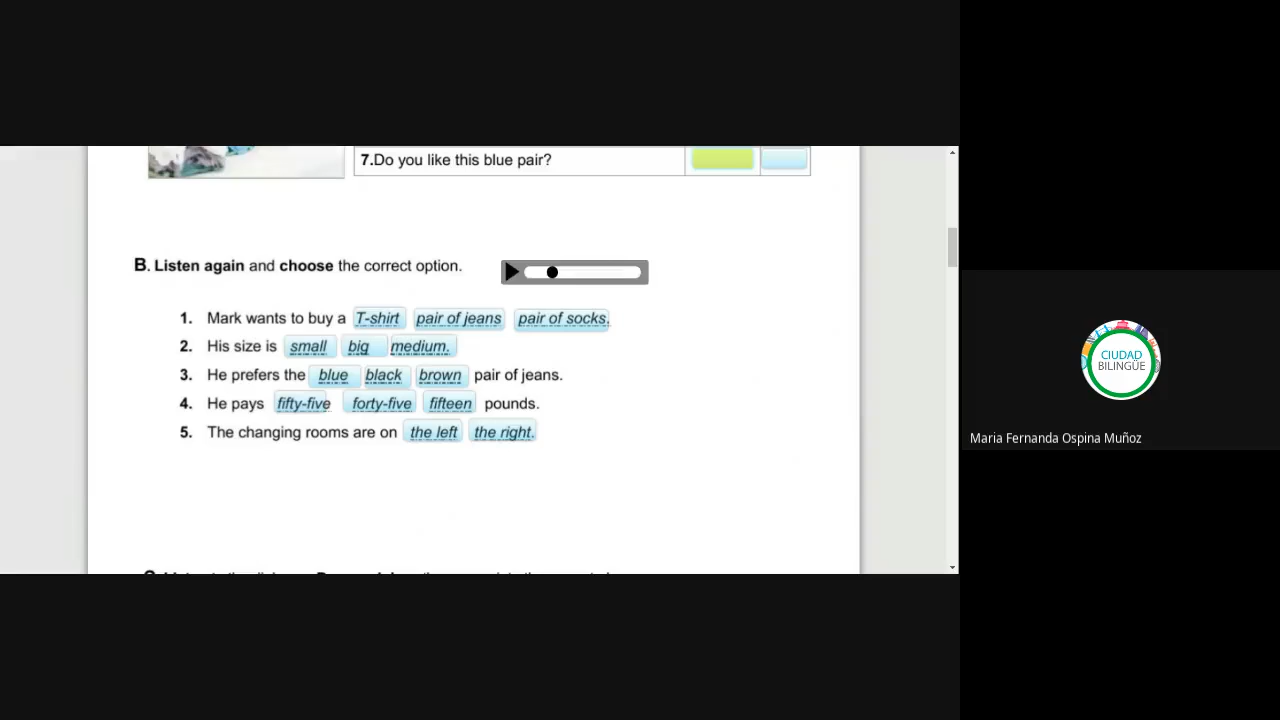 7.Do you like this blue pair?
B. Listen again and choose the correct option.
1. Mark wants to buy a T-shirt pair of jeans pair of socks.
2. His size is small big medium.
3. He prefers the blue black brown pair of jeans.
4. He pays fifty-five forty-five fifteen pounds.
5. The changing rooms are on the left the right.
CIUDAD
BILINGÜE
Maria Fernanda Ospina Muñoz